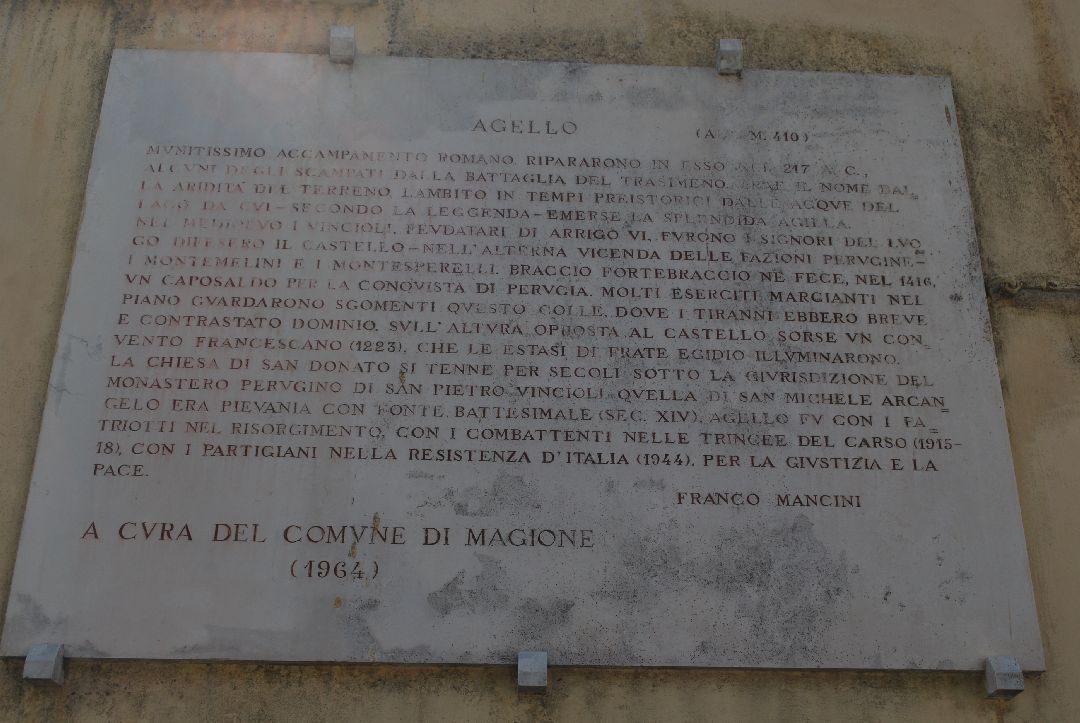 AGELLO
(A M. 410)
MVNITISSIMO ACCAMPAMENTO ROMANO. RIPARARONO IN ESSO 217 C.,
ALCVNI DEGLI SCAMPATI DALLA BATTAGLIA DEL TRASIMENO. IL NOME DAL
LA ARIDITA' DEL TERRENO. LAMBITO IN TEMPI PREISTORICI DALLE ACQVE DEL
LAGO DA CVI-SECONDO LA LEGGENDA-EMERSE LA SPLENDIDA AGILLA.
NEL MEDIOEVO I VINCIOLI, FEVDATARI DI ARRIGO VI, FVRONO I SIGNORI DEL LVO
GO DIFESERO IL CASTELLO-NELL'ALTERNA VICENDA DELLE FAZIONI PERVGINE-
I MONTEMELINI E I MONTESPERELLI. BRACCIO FORTEBRACCIO NE FECE, NEL 1416,
VN CAPOSALDO PER LA CONQVISTA DI PERVGIA. MOLTI ESERCITI MARGIANTI NEL
PIANO GVARDARONO SGOMENTI QVESTO COLLE, DOVE I TIRANNI EBBERO BREVE
E CONTRASTATO DOMINIO. SVLL'ALTVRA OPPOSTA AL CASTELLO SORSE VN CON_
VENTO FRANCESCANO (1223), CHE LE ESTASI DI FRATE EGIDIO ILLVMINARONO.
LA CHIESA DI SAN DONATO SI TENNE PER SECOLI SOTTO LA GIVRISDIZIONE DEL
MONASTERO PERVGINO DI SAN PIETRO VINCIOLI. QVELLA DI SAN MICHELE ARCAN_
GELO ERA PIEVANIA CON FONTE BATTESIMALE (SEC. XIV). AGELLO FV CON I PA_
TRIOTTI NEL RISORGIMENTO, CON I COMBATTENTI NELLE TRINCEE DEL CARSO (1915-
18), CON I PARTIGIANI NELLA RESISTENZA D'ITALIA (1944), PER LA GIVSTIZIA E LA
PACE.
FRANCO MANCINI
A CVRA DEL COMVNE DI MAGIONE
(1964)